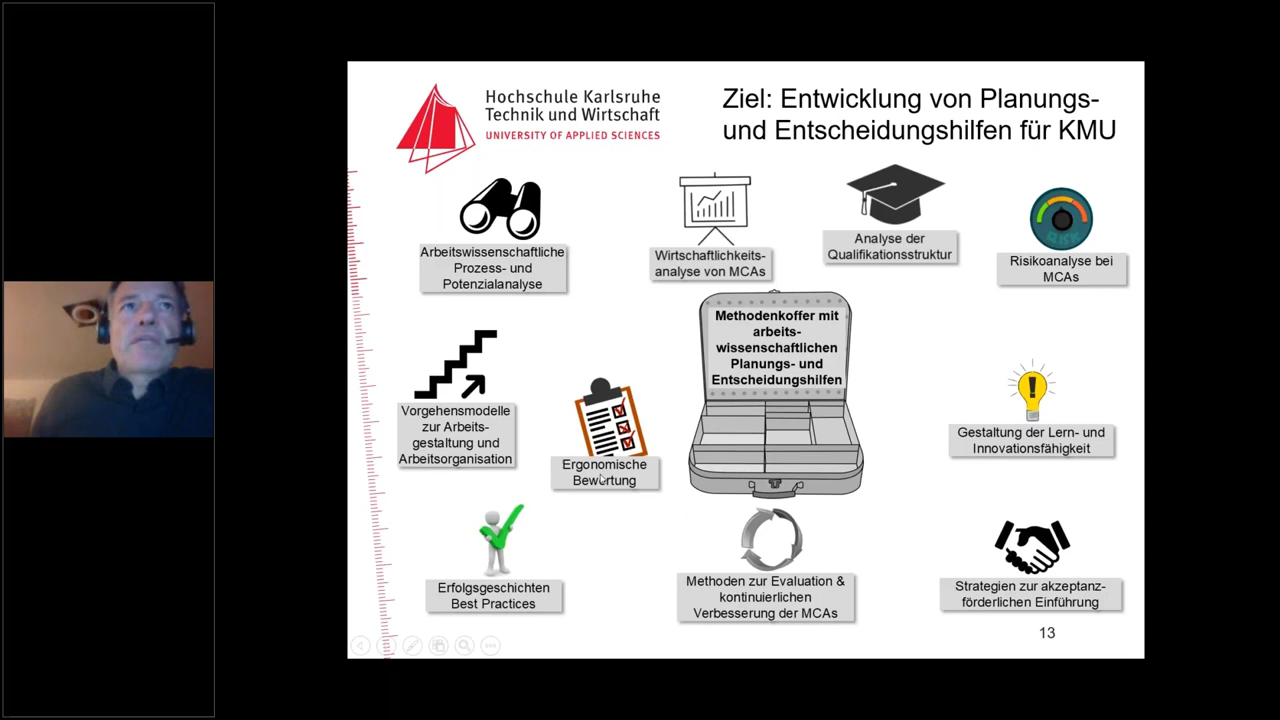 Hochschule Karlsruhe
Technik und Wirtschaft
UNIVERSITY OF APPLIED SCIENCES
Ziel: Entwicklung von Planungs-
und Entscheidungshilfen für KMU
Arbeitswissenschaftliche
Prozess- und
Potenzialanalyse
Wirtschaftlichkeits-
analyse von MCAs
Analyse der
Qualifikationsstruktur
Risikoanalyse bei
MCAs
Methodenkoffer mit
arbeits-
wissenschaftlichen
Planungs- und
Entscheidungshilfen
Vorgehensmodelle
zur Arbeits-
gestaltung und
Arbeitsorganisation
Ergonomische
Bewertung
Gestaltung der Lern- und
Innovationsfähigkeit
Erfolgsgeschichten
Best Practices
Methoden zur Evaluation &
kontinuierlichen
Verbesserung der MCAs
Strategien zur akzeptanz-
förderlichen Einführung
13